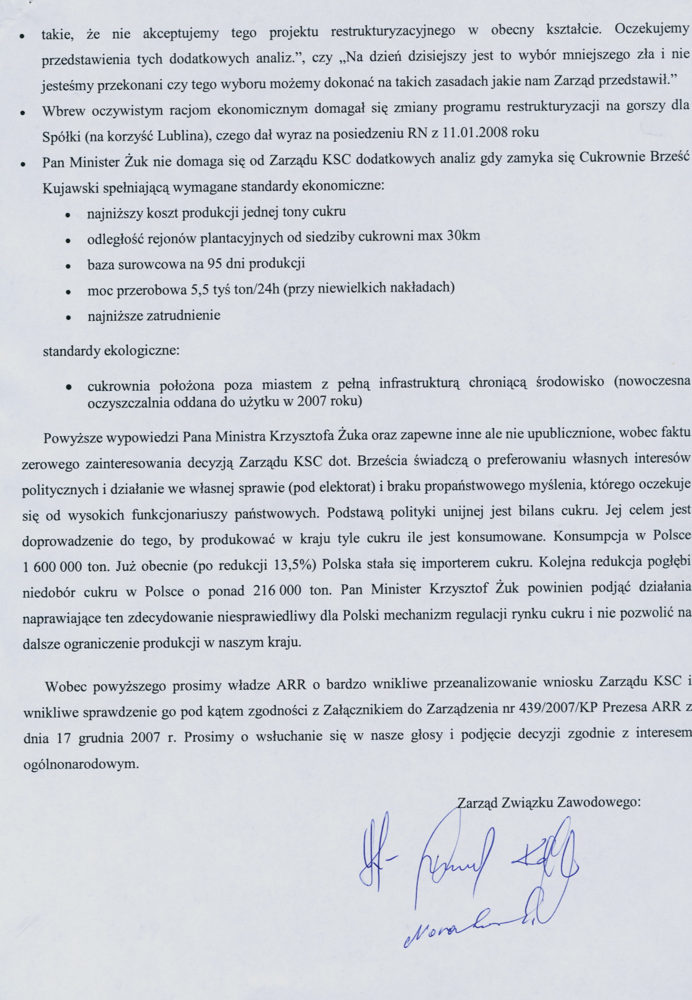 • takie, że nie akceptujemy tego projektu restrukturyzacyjnego w obecny kształcie. Oczekujemy
przedstawienia tych dodatkowych analiz.”, czy „Na dzień dzisiejszy jest to wybór mniejszego zła i nie
jesteśmy przekonani czy tego wyboru możemy dokonać na takich zasadach jakie nam Zarząd przedstawił.”
• Wbrew oczywistym racjom ekonomicznym domagał się zmiany programu restrukturyzacji na gorszy dla
Spółki (na korzyść Lublina), czego dał wyraz na posiedzeniu RN z 11.01.2008 roku
• Pan Minister Żuk nie domaga się od Zarządu KSC dodatkowych analiz gdy zamyka się Cukrownie Brześć
Kujawski spełniającą wymagane standardy ekonomiczne:
• najniższy koszt produkcji jednej tony cukru
• odległość rejonów plantacyjnych od siedziby cukrowni max 30km
• baza surowcowa na 95 dni produkcji
• moc przerobowa 5,5 tyś ton/24h (przy niewielkich nakładach)
• najniższe zatrudnienie
standardy ekologiczne:
• cukrownia położona poza miastem z pełną infrastrukturą chroniącą środowisko (nowoczesna
oczyszczalnia oddana do użytku w 2007 roku)
Powyższe wypowiedzi Pana Ministra Krzysztofa Żuka oraz zapewne inne ale nie upublicznione, wobec faktu
zerowego zainteresowania decyzją Zarządu KSC dot. Brześcia świadczą o preferowaniu własnych interesów
politycznych i działanie we własnej sprawie (pod elektorat) i braku propaństwowego myślenia, którego oczekuje
się od wysokich funkcjonariuszy państwowych. Podstawą polityki unijnej jest bilans cukru. Jej celem jest
doprowadzenie do tego, by produkować w kraju tyle cukru ile jest konsumowane. Konsumpcja w Polsce
1 600 000 ton. Już obecnie (po redukcji 13,5%) Polska stała się importerem cukru. Kolejna redukcja pogłębi
niedobór cukru w Polsce o ponad 216 000 ton. Pan Minister Krzysztof Żuk powinien podjąć działania
naprawiające ten zdecydowanie niesprawiedliwy dla Polski mechanizm regulacji rynku cukru i nie pozwolić na
dalsze ograniczenie produkcji w naszym kraju.
Wobec powyższego prosimy władze ARR o bardzo wnikliwe przeanalizowanie wniosku Zarządu KSC i
wnikliwe sprawdzenie go pod kątem zgodności z Załącznikiem do Zarządzenia nr 439/2007/KP Prezesa ARR z
dnia 17 grudnia 2007 r. Prosimy o wsłuchanie się w nasze głosy i podjęcie decyzji zgodnie z interesem
ogólnonarodowym.
Zarząd Związku Zawodowego: